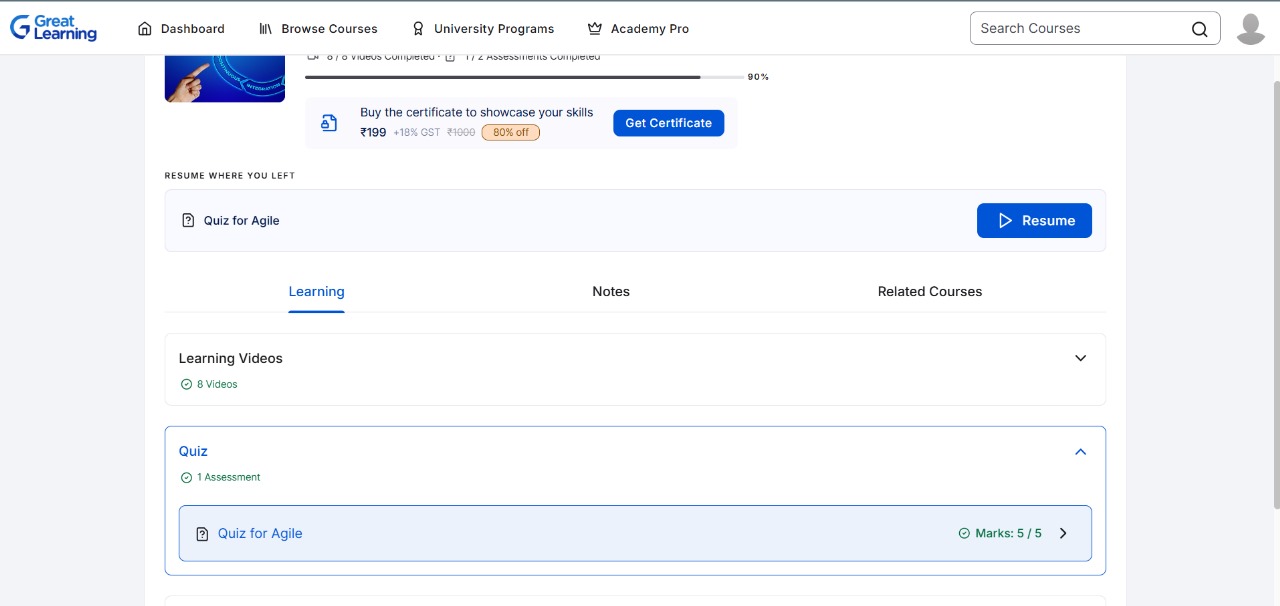 Great Learning
Dashboard
Browse Courses
University Programs
Academy Pro
Search Courses
8 / 8 Videos Completed · 1 / 2 Assessments Completed
90%
Buy the certificate to showcase your skills
₹199 +18% GST ₹1000 80% off
Get Certificate
RESUME WHERE YOU LEFT
Quiz for Agile
Resume
Learning
Notes
Related Courses
Learning Videos
8 Videos
Quiz
1 Assessment
Quiz for Agile
Marks: 5 / 5